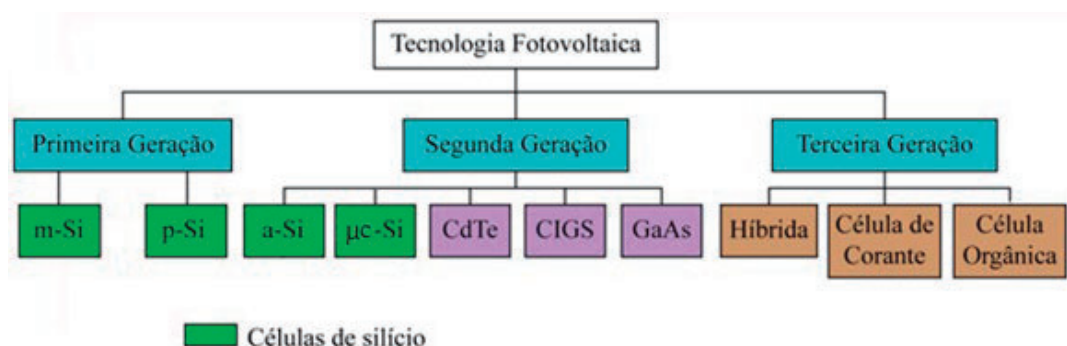 Tecnologia Fotovoltaica
Primeira Geração
Segunda Geração
Terceira Geração
m-Si
p-Si
a-Si
µc-Si
CdTe
CIGS
GaAs
Híbrida
Célula de
Corante
Célula
Orgânica
Células de silício